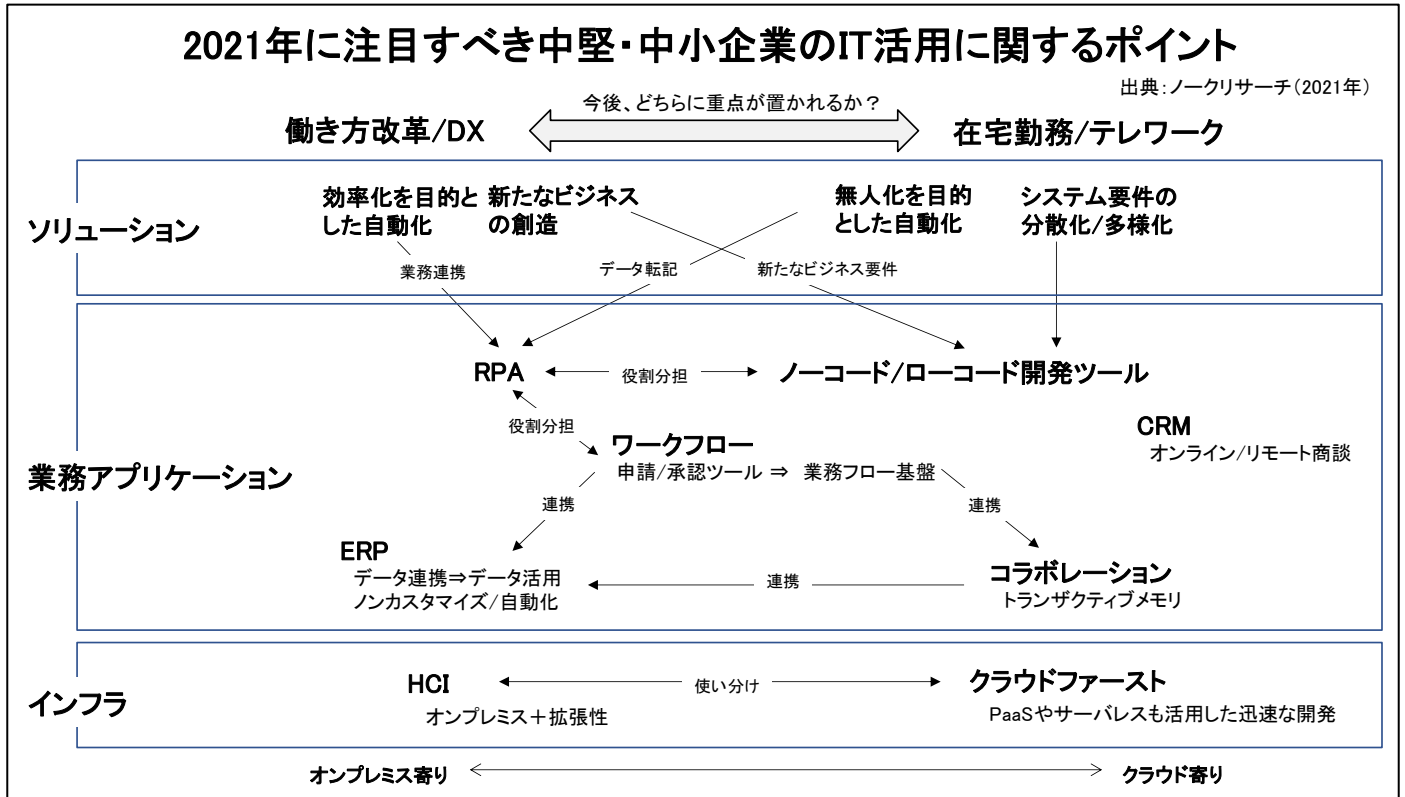 2021年に注目すべき中堅・中小企業のIT活用に関するポイント
出典：ノークリサーチ（2021年）
今後、どちらに重点が置かれるか？
働き方改革/DX
在宅勤務/テレワーク
ソリューション
効率化を目的と
した自動化
新たなビジネス
の創造
無人化を目的
とした自動化
システム要件の
分散化/多様化
業務連携
データ転記
新たなビジネス要件
業務アプリケーション
RPA
役割分担
ノーコード/ローコード開発ツール
役割分担
ワークフロー
申請/承認ツール ⇒ 業務フロー基盤
CRM
オンライン/リモート商談
連携
連携
ERP
データ連携⇒データ活用
ノンカスタマイズ/自動化
連携
コラボレーション
トランザクティブメモリ
インフラ
HCI
オンプレミス＋拡張性
使い分け
クラウドファースト
PaaSやサーバレスも活用した迅速な開発
オンプレミス寄り
クラウド寄り